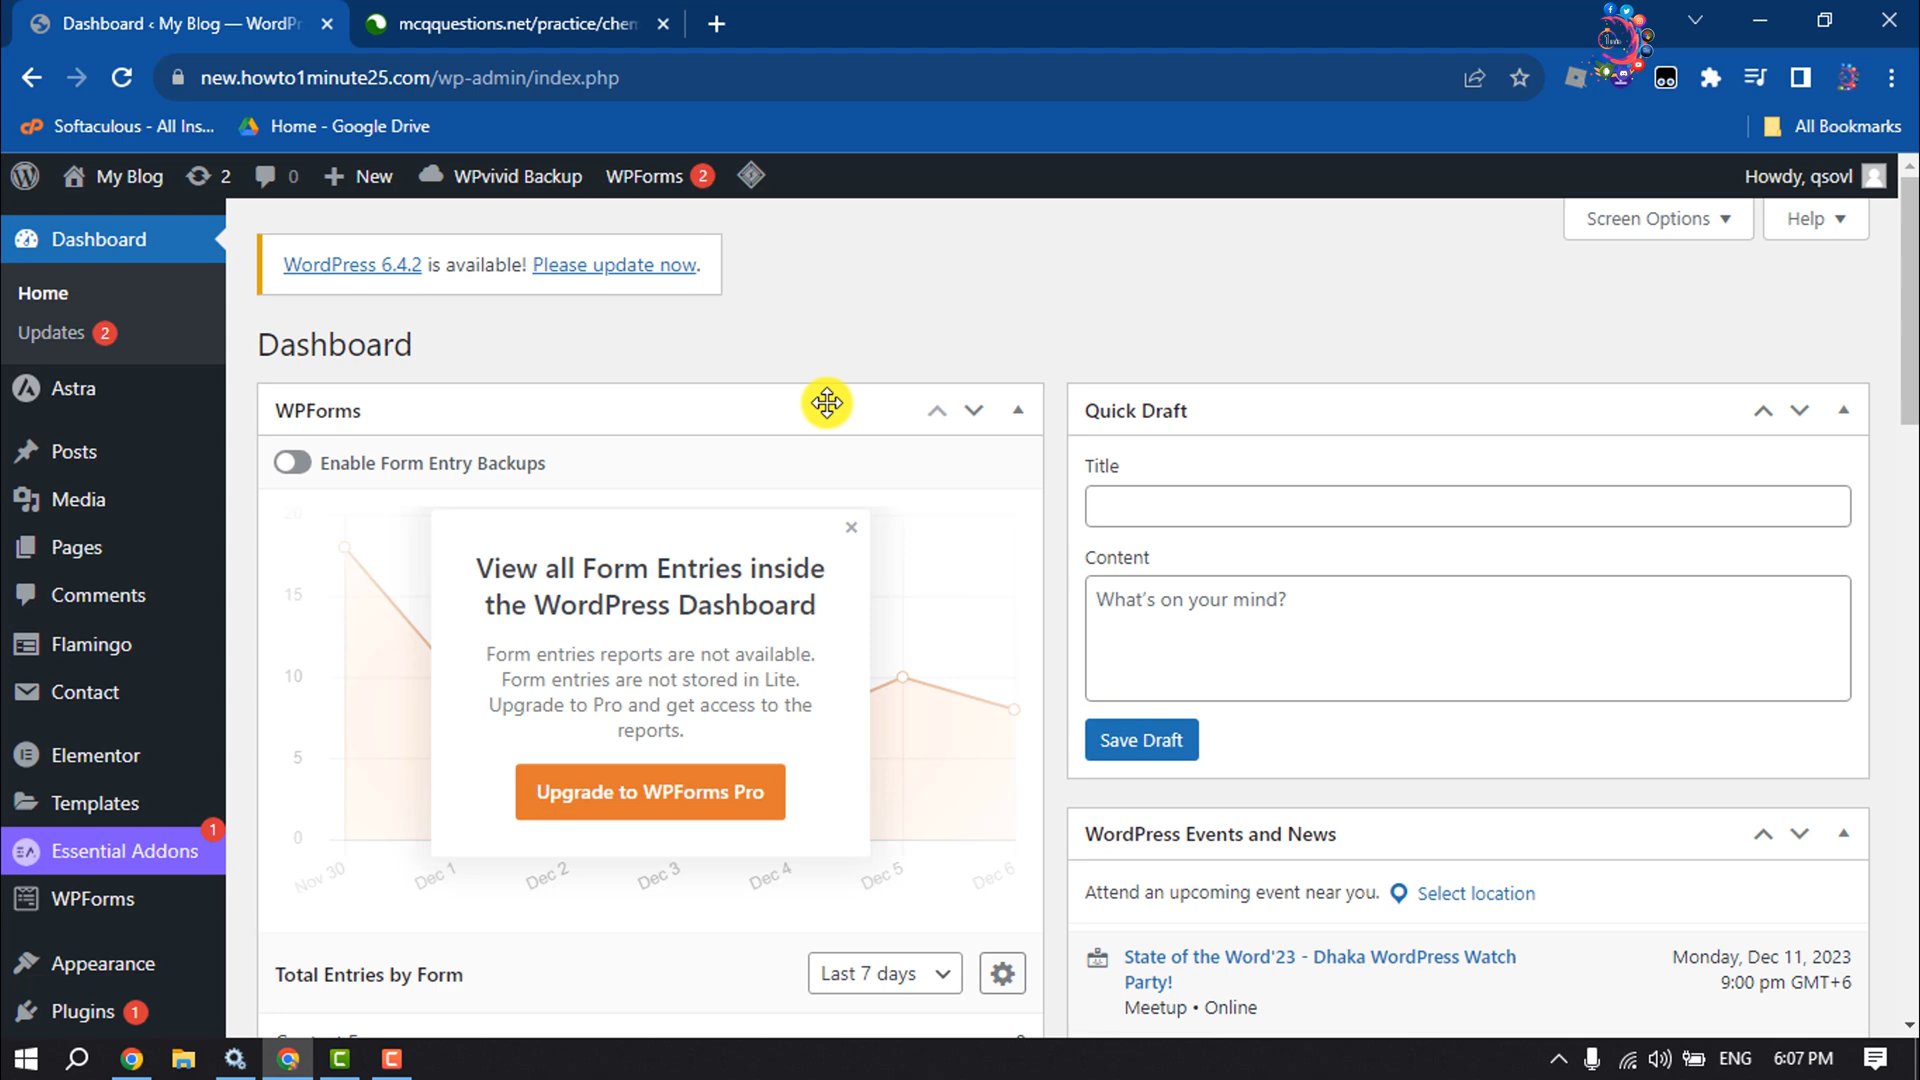 Dashboard ‹ My Blog — WordPr
mcqquestions.net/practice/chem
new.howto1minute25.com/wp-admin/index.php
Softaculous - All Ins...
Home - Google Drive
All Bookmarks
My Blog
2
0
New
WPvivid Backup
WPForms 2
Howdy, qsovl
Dashboard
Home
Updates 2
Astra
Posts
Media
Pages
Comments
Flamingo
Contact
Elementor
Templates
Essential Addons 1
WPForms
Appearance
Plugins 1
Screen Options
Help
WordPress 6.4.2 is available! Please update now.
Dashboard
WPForms
Enable Form Entry Backups
20
15
10
5
0
Nov 30
Dec 1
Dec 2
Dec 3
Dec 4
Dec 5
Dec 6
View all Form Entries inside
the WordPress Dashboard
Form entries reports are not available.
Form entries are not stored in Lite.
Upgrade to Pro and get access to the
reports.
Upgrade to WPForms Pro
Total Entries by Form
Last 7 days
Quick Draft
Title
Content
What's on your mind?
Save Draft
WordPress Events and News
Attend an upcoming event near you.
Select location
State of the Word'23 - Dhaka WordPress Watch
Party!
Meetup • Online
Monday, Dec 11, 2023
9:00 pm GMT+6
ENG
6:07 PM